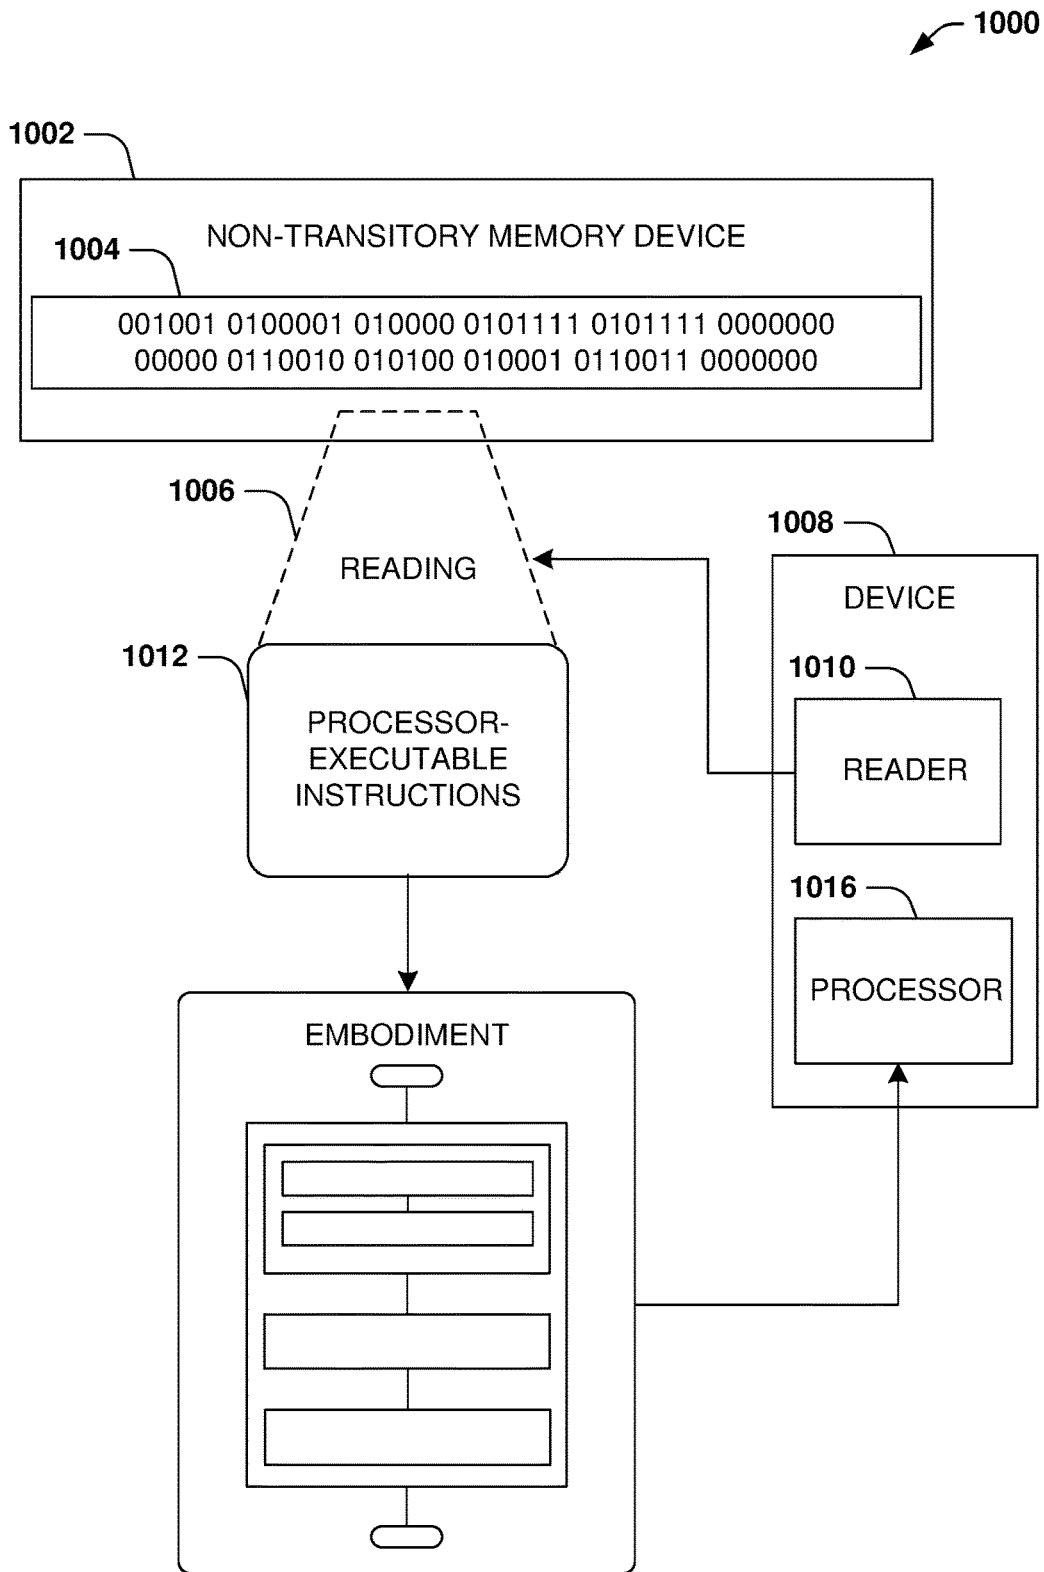 1000
1002
NON-TRANSITORY MEMORY DEVICE
1004
001001 0100001 010000 0101111 0101111 0000000
00000 0110010 010100 010001 0110011 0000000
1006
READING
1008
DEVICE
1010
READER
1012
PROCESSOR-
EXECUTABLE
INSTRUCTIONS
1016
PROCESSOR
EMBODIMENT